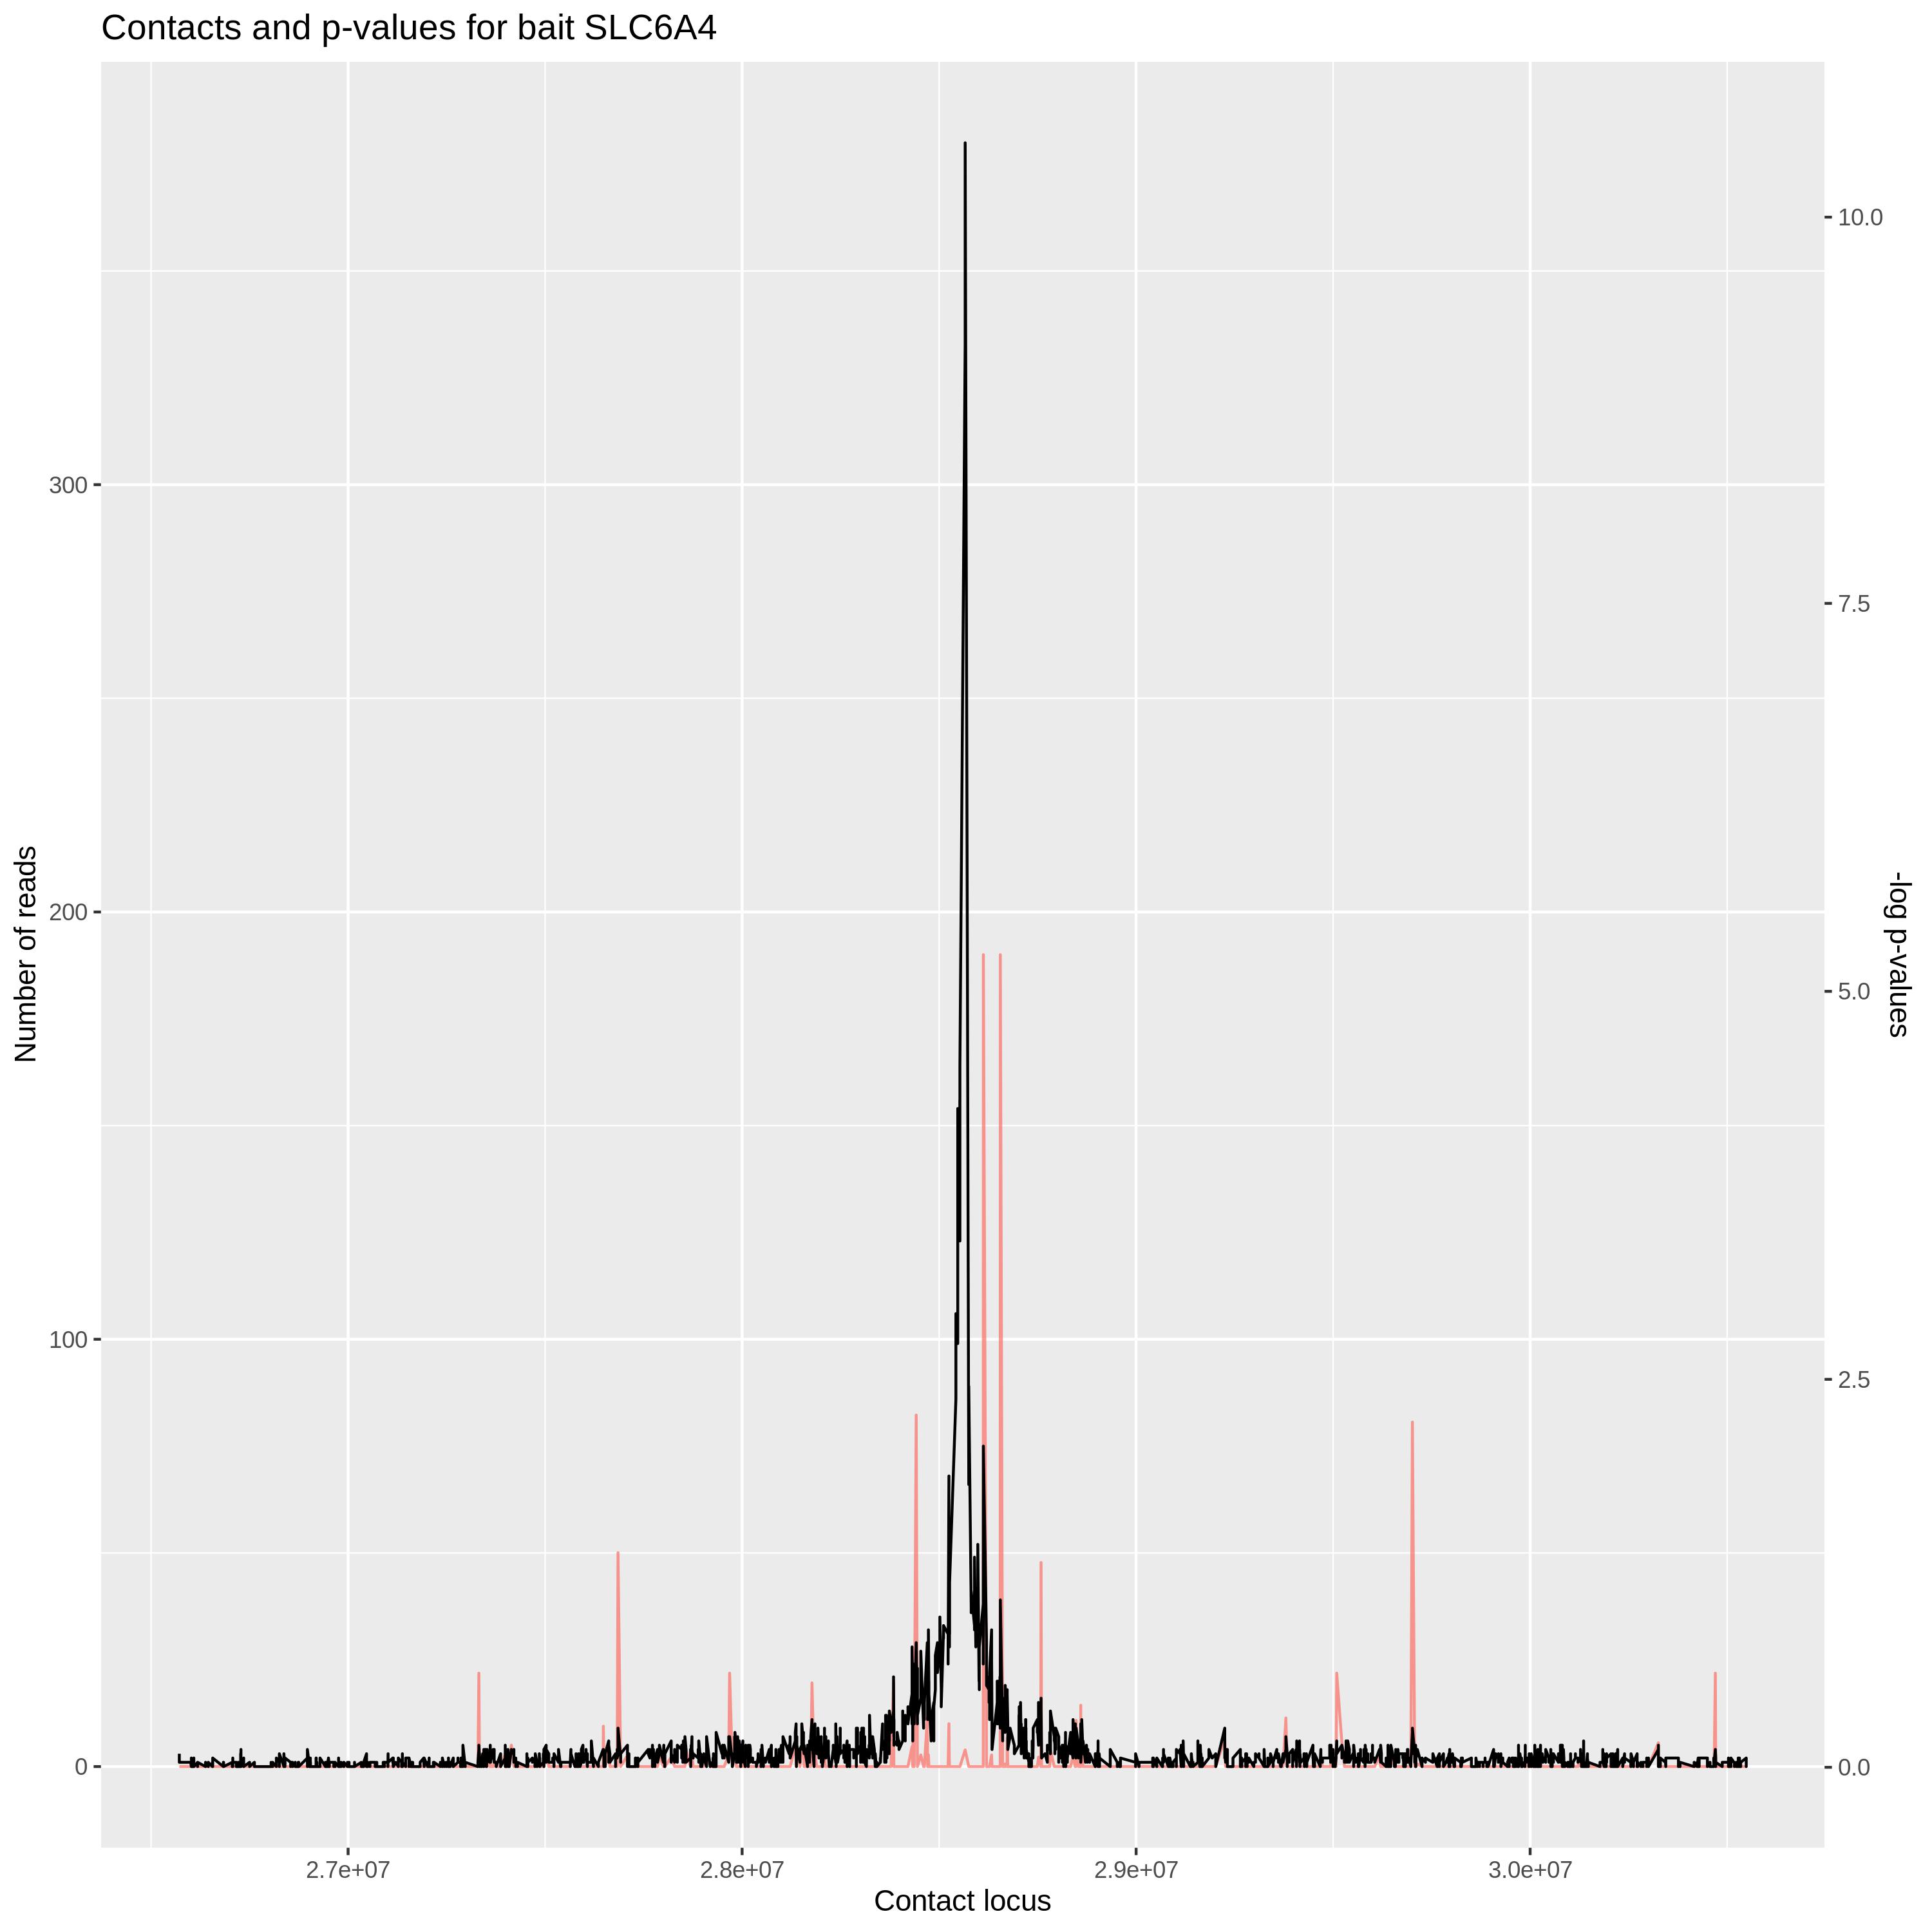 Contacts and p-values for bait SLC6A4
Number of reads
300
200
100
0
10.0
7.5
5.0
2.5
0.0
-log p-values
2.7e+07
2.8e+07
2.9e+07
3.0e+07
Contact locus